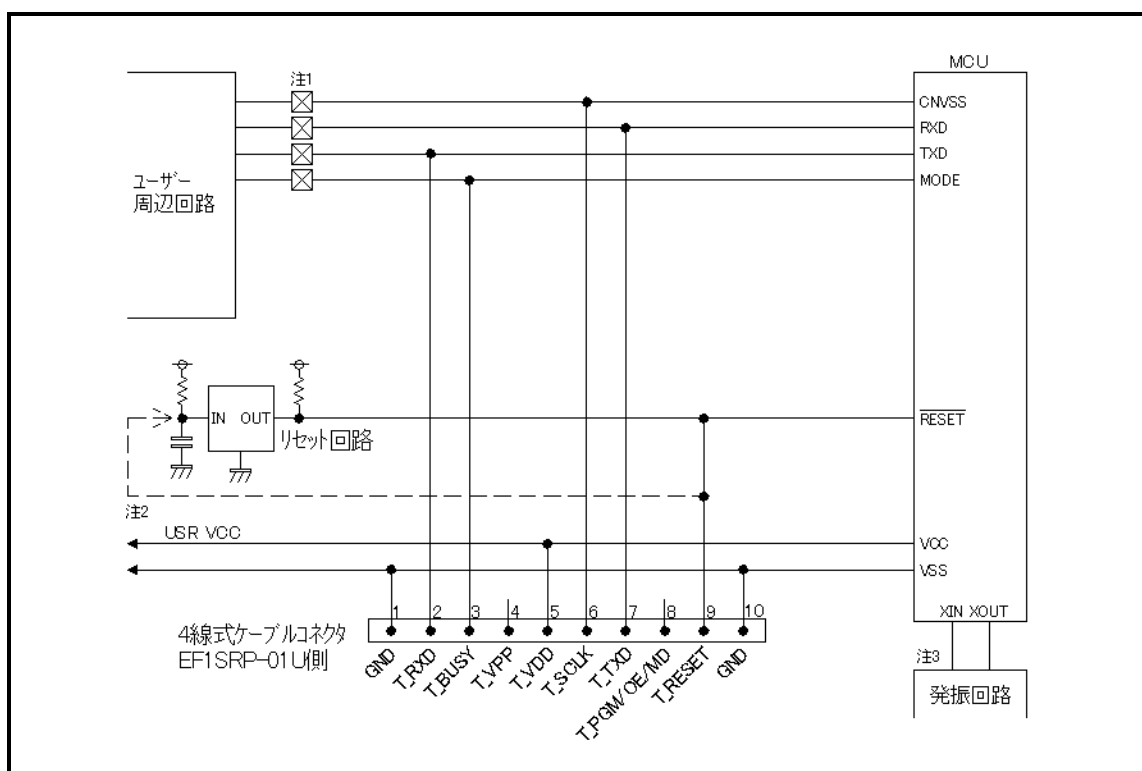 MCU
注1
CNVSS
RXD
TXD
MODE
ユーザー
周辺回路
IN OUT
リセット回路
RESET
注2
USR VCC
VCC
VSS
1 2 3 4 5 6 7 8 9 10
4線式ケーブルコネクタ
EF1SRP-01U側
GND
T_RXD
T_BUSY
T_VPP
T_VDD
T_SCLK
T_TXD
T_PGM/OE/MD
T_RESET
GND
XIN XOUT
注3
発振回路